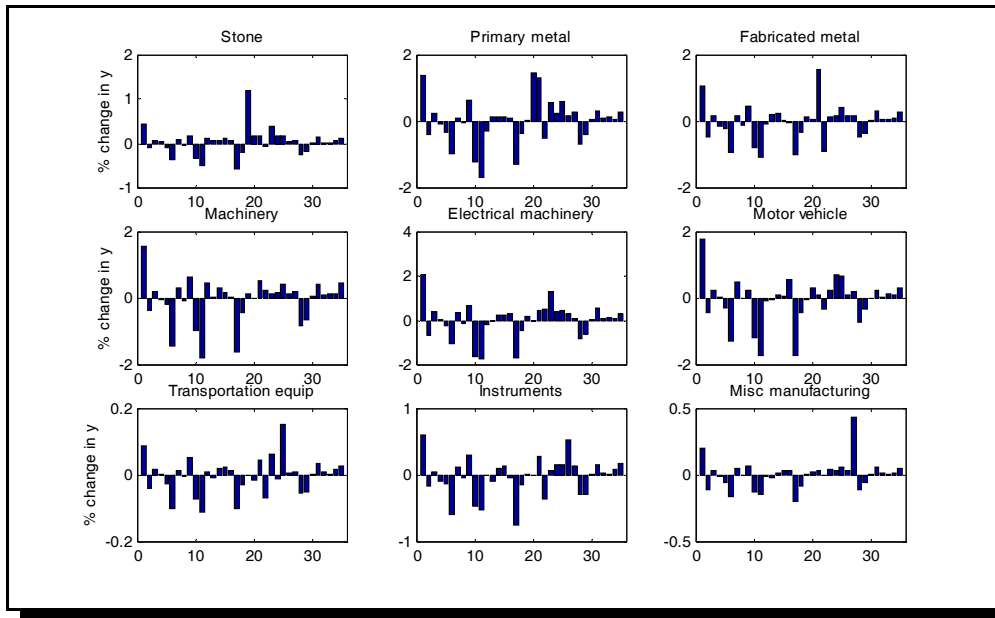 Stone
% change in y
2
1
0
-1
0 10 20 30
Primary metal
2
0
-2
0 10 20 30
Fabricated metal
2
0
-2
0 10 20 30
Machinery
% change in y
2
0
-2
0 10 20 30
Electrical machinery
4
2
0
-2
0 10 20 30
Motor vehicle
2
0
-2
0 10 20 30
Transportation equip
% change in y
0.2
0
-0.2
0 10 20 30
Instruments
1
0
-1
0 10 20 30
Misc manufacturing
0.5
0
-0.5
0 10 20 30